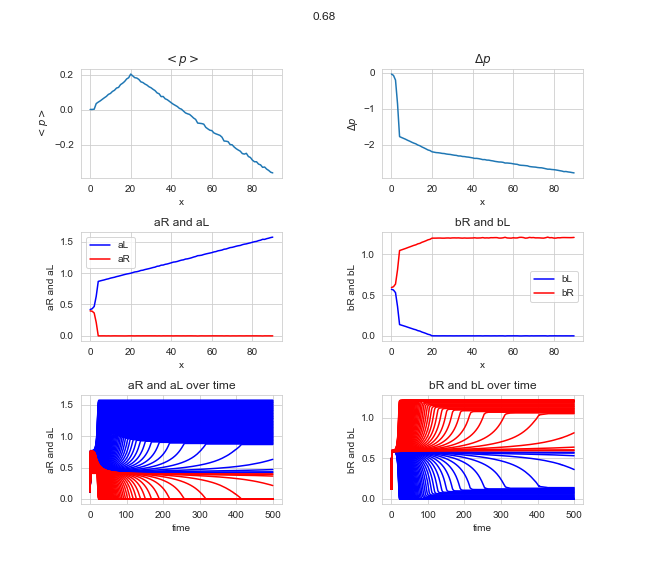 0.68
< p >
0.2
0.0
−0.2
< p >
0 20 40 60 80
x
Δp
0
−1
−2
Δp
0 20 40 60 80
x
aR and aL
1.5
1.0
0.5
0.0
aR and aL
aL
aR
0 20 40 60 80
x
bR and bL
1.0
0.5
0.0
bR and bL
bL
bR
0 20 40 60 80
x
aR and aL over time
1.5
1.0
0.5
0.0
aR and aL
0 100 200 300 400 500
time
bR and bL over time
1.0
0.5
0.0
bR and bL
0 100 200 300 400 500
time